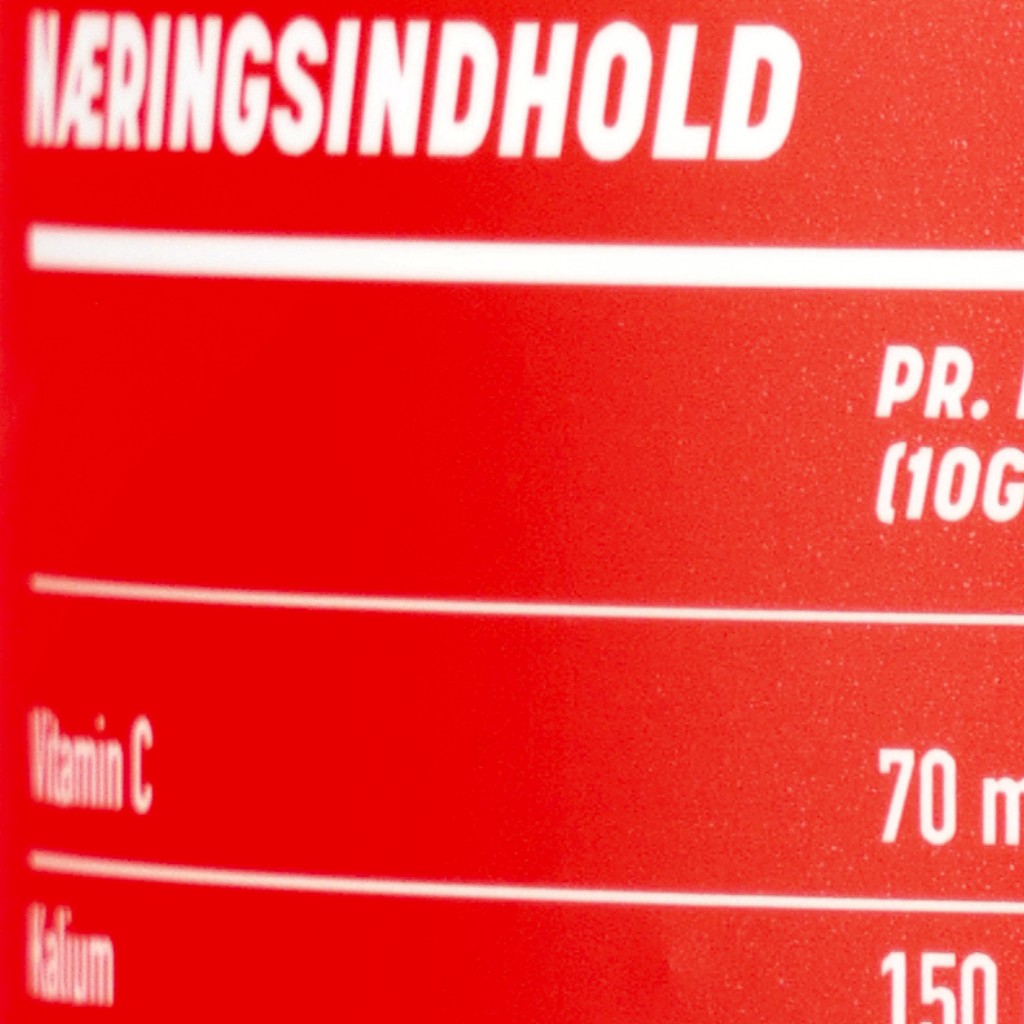 NÆRINGSINDHOLD
PR.
(10G
Vitamin C 70 m
Kalium 150